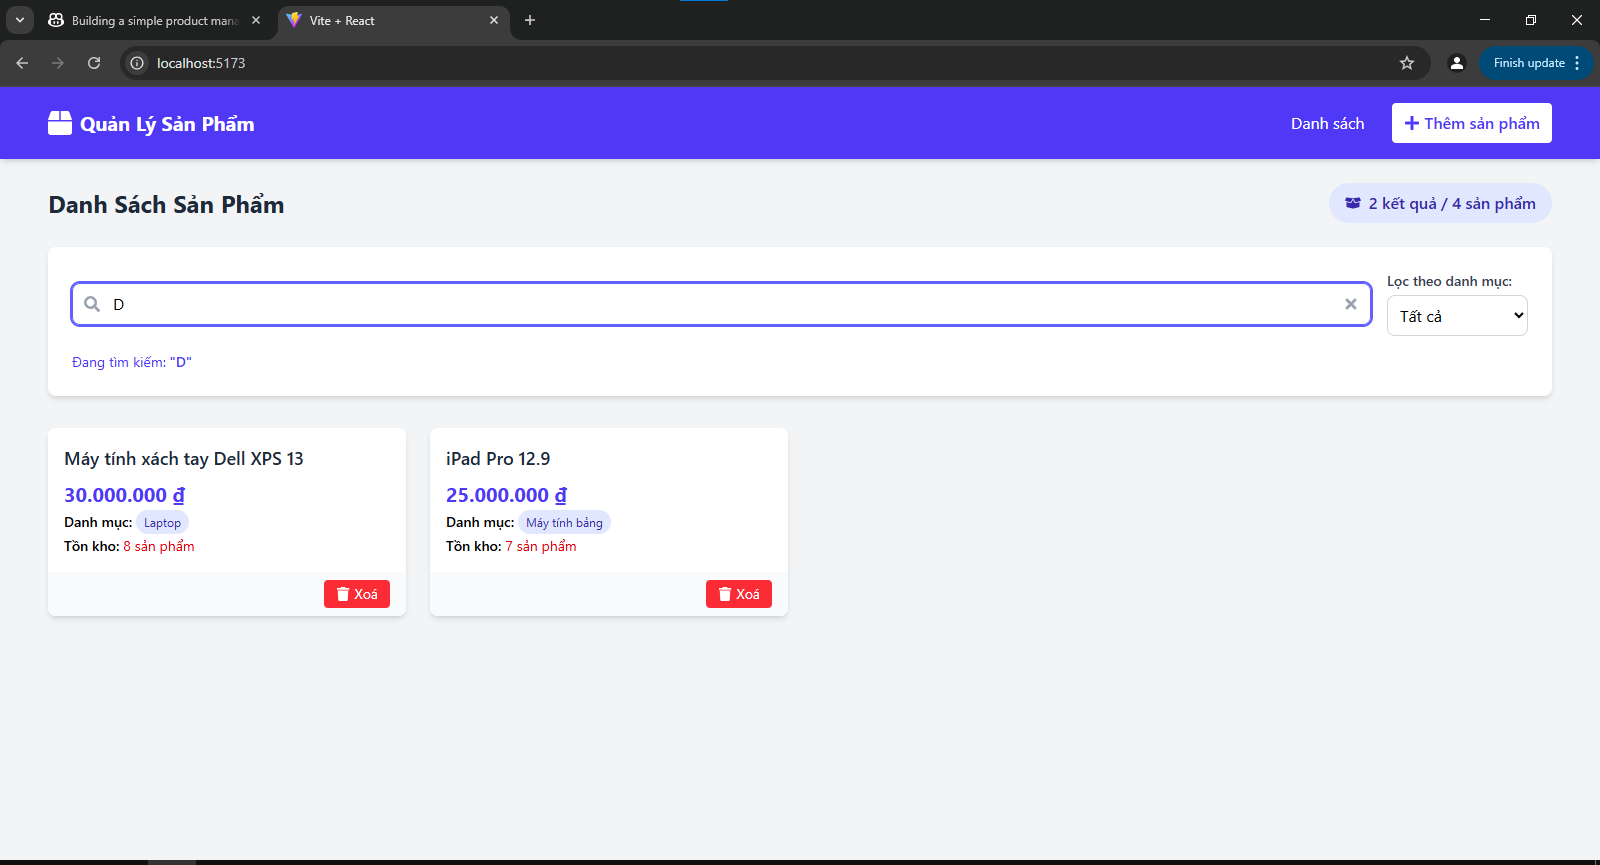 Building a simple product mana
Vite + React
localhost:5173
Finish update
Quản Lý Sản Phẩm
Danh sách
Thêm sản phẩm
Danh Sách Sản Phẩm
2 kết quả / 4 sản phẩm
Lọc theo danh mục:
D
Tất cả
Đang tìm kiếm: "D"
Máy tính xách tay Dell XPS 13
30.000.000 ₫
Danh mục: Laptop
Tồn kho: 8 sản phẩm
Xoá
iPad Pro 12.9
25.000.000 ₫
Danh mục: Máy tính bảng
Tồn kho: 7 sản phẩm
Xoá